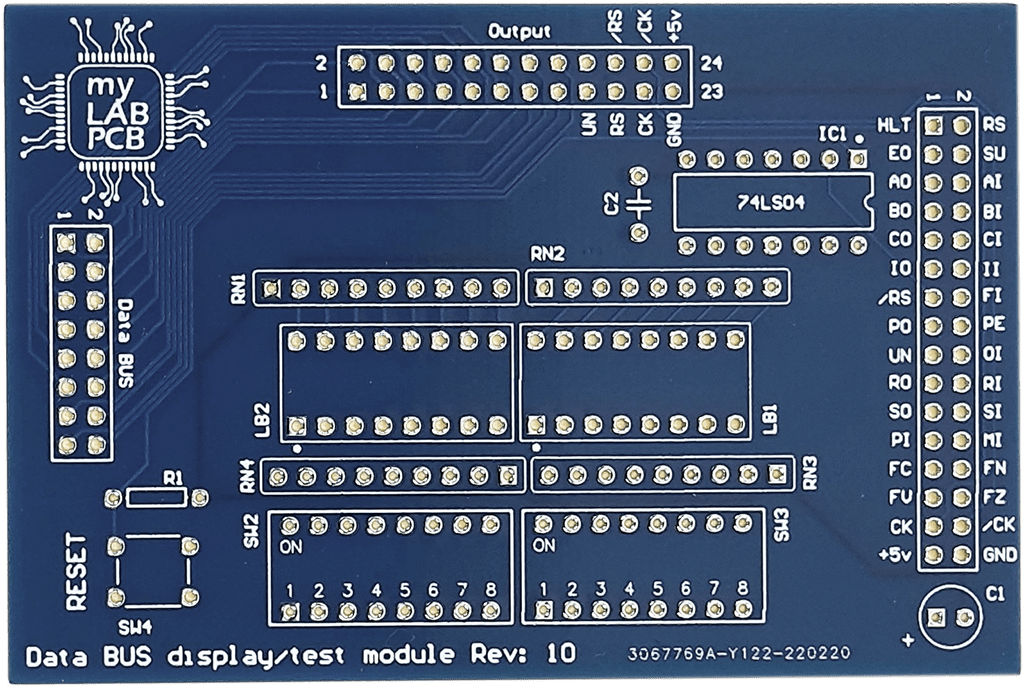 my
LAB
PCB
Output
/RS
/CK
+5v
2
24
1
23
UN
RS
CK
GND
1
2
HLT
RS
EO
SU
AO
AI
BO
BI
CO
CI
IO
II
/RS
FI
PO
PE
UN
OI
RO
RI
SO
SI
PI
MI
FC
FN
FV
FZ
CK
/CK
+5v
GND
C1
+
IC1
74LS04
C2
1
2
Data BUS
RN1
RN2
LB2
LB1
RN4
RN3
R1
RESET
SW4
SW2
ON
1 2 3 4 5 6 7 8
SW3
ON
1 2 3 4 5 6 7 8
Data BUS display/test module Rev: 10
3067769A-Y122-220220